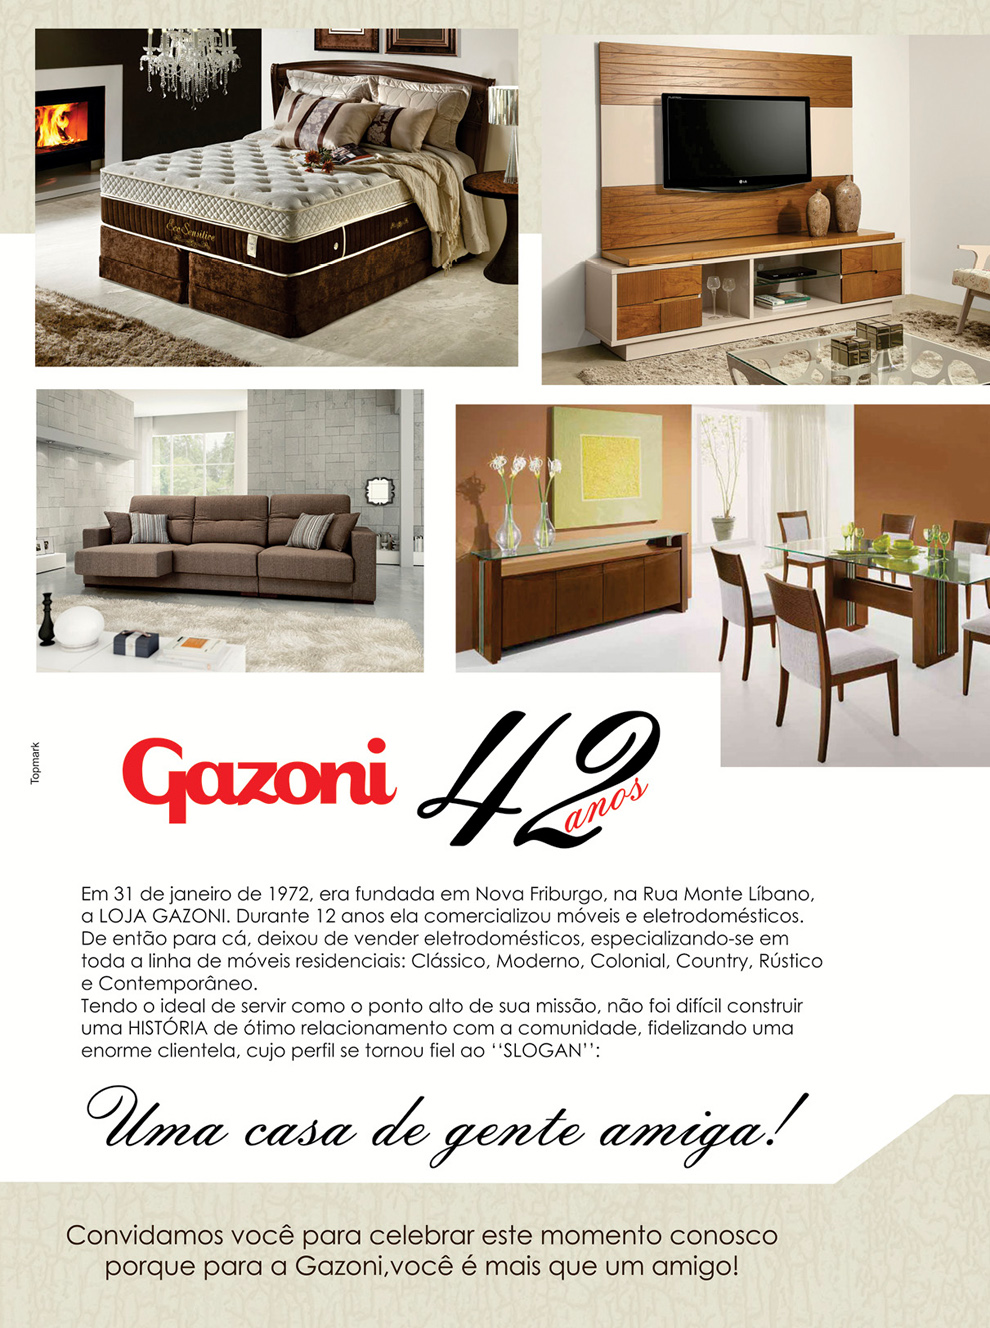 EcoSensitive
LG
Topmark
Gazoni 42
anos
Em 31 de janeiro de 1972, era fundada em Nova Friburgo, na Rua Monte Líbano,
a LOJA GAZONI. Durante 12 anos ela comercializou móveis e eletrodomésticos.
De então para cá, deixou de vender eletrodomésticos, especializando-se em
toda a linha de móveis residenciais: Clássico, Moderno, Colonial, Country, Rústico
e Contemporâneo.
Tendo o ideal de servir como o ponto alto de sua missão, não foi difícil construir
uma HISTÓRIA de ótimo relacionamento com a comunidade, fidelizando uma
enorme clientela, cujo perfil se tornou fiel ao ‘‘SLOGAN’’:
Uma casa de gente amiga!
Convidamos você para celebrar este momento conosco
porque para a Gazoni,você é mais que um amigo!